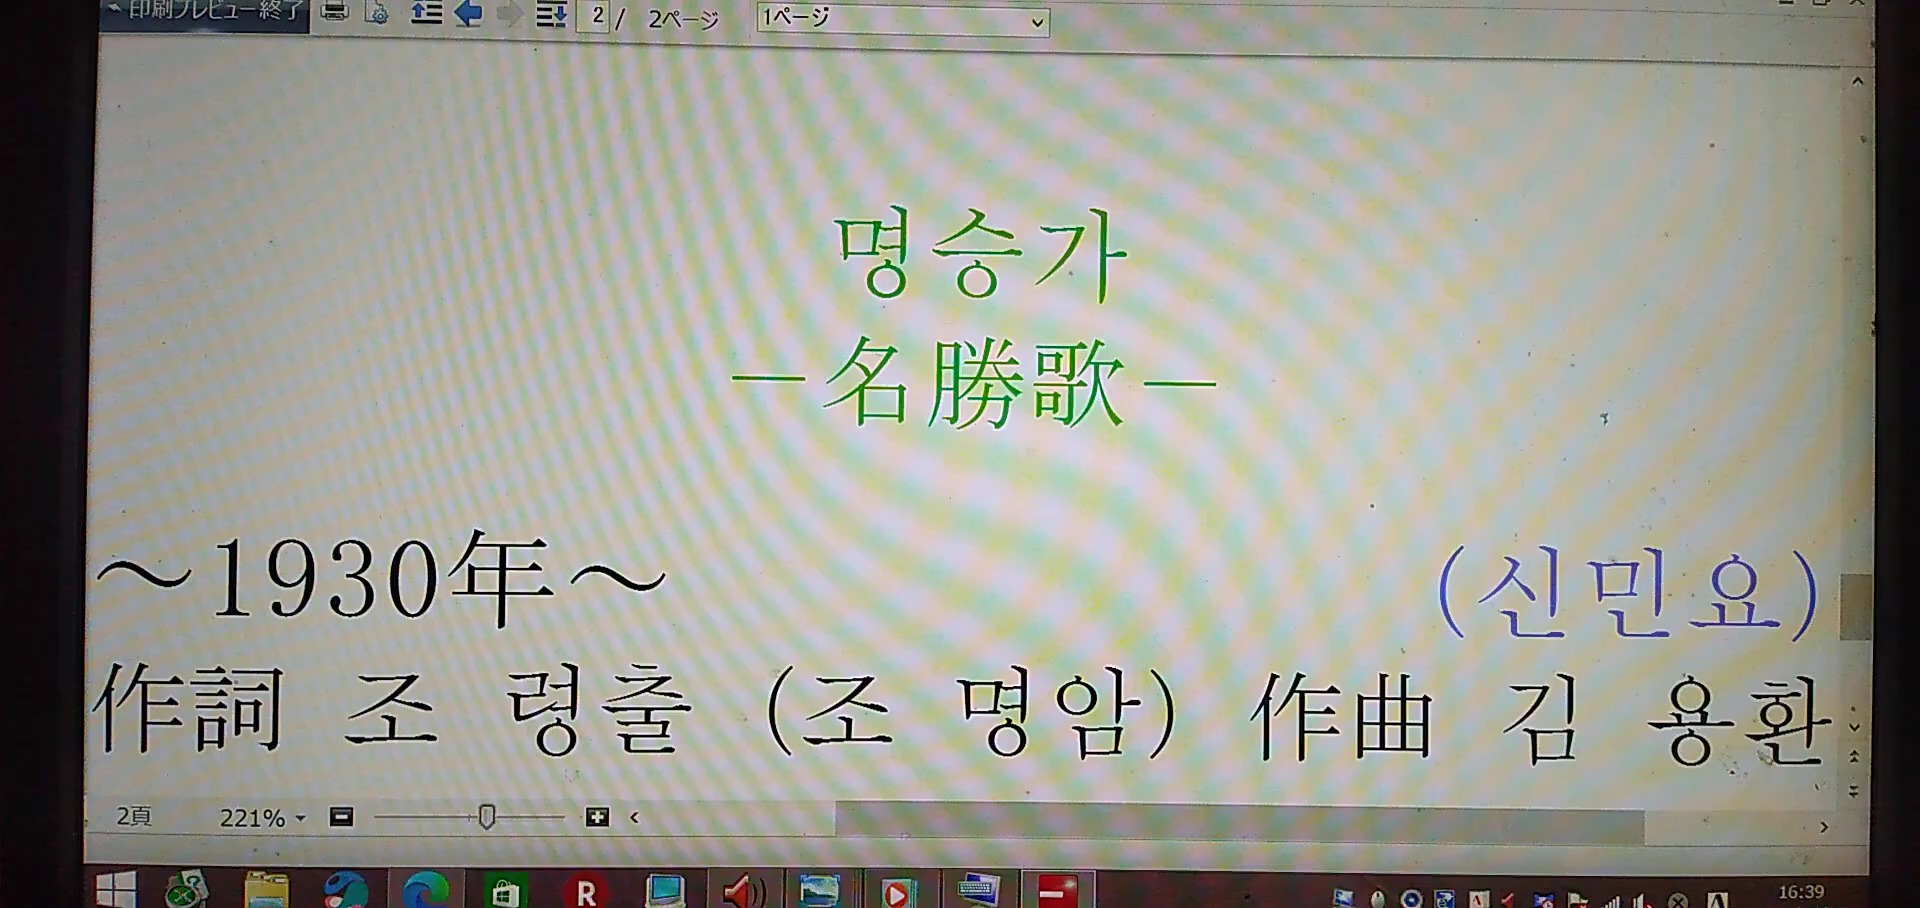 印刷プレビュー終了 2 / 2ページ 1ページ
명승가
－名勝歌－
～1930年～ (신민요)
作詞 조 령출 (조 명암) 作曲 김 용환
2頁 221%
R A A 16:39